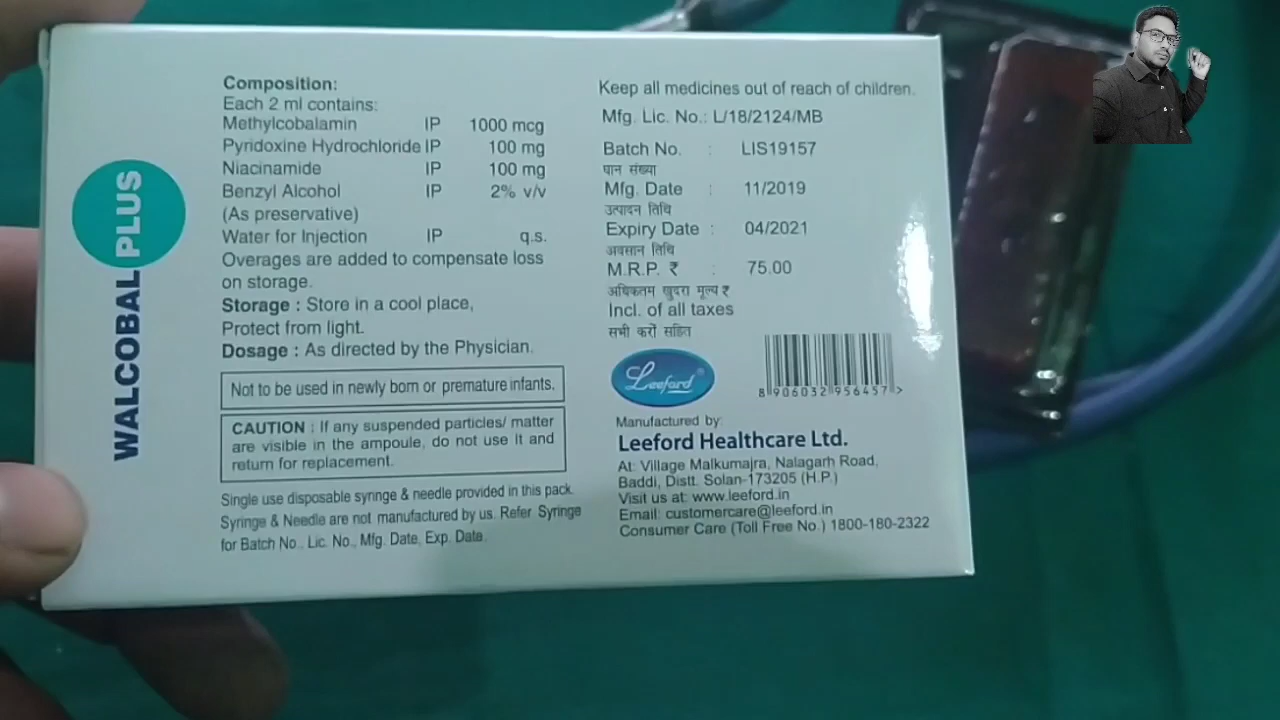 WALCOBAL PLUS
Composition:
Each 2 ml contains:
Methylcobalamin IP 1000 mcg
Pyridoxine Hydrochloride IP 100 mg
Niacinamide IP 100 mg
Benzyl Alcohol IP 2% v/v
(As preservative)
Water for Injection IP q.s.
Overages are added to compensate loss
on storage.
Storage : Store in a cool place,
Protect from light.
Dosage : As directed by the Physician.
Not to be used in newly born or premature infants.
CAUTION : If any suspended particles/ matter
are visible in the ampoule, do not use it and
return for replacement.
Single use disposable syringe & needle provided in this pack.
Syringe & Needle are not manufactured by us. Refer Syringe
for Batch No., Lic. No., Mfg. Date, Exp. Date.
Keep all medicines out of reach of children.
Mfg. Lic. No.: L/18/2124/MB
Batch No. : LIS19157
घान संख्या
Mfg. Date : 11/2019
उत्पादन तिथि
Expiry Date : 04/2021
अवसान तिथि
M.R.P. ₹ : 75.00
अधिकतम खुदरा मूल्य ₹
Incl. of all taxes
सभी करों सहित
Leeford
8 906032 956457 >
Manufactured by:
Leeford Healthcare Ltd.
At: Village Malkumajra, Nalagarh Road,
Baddi, Distt. Solan-173205 (H.P.)
Visit us at: www.leeford.in
Email: customercare@leeford.in
Consumer Care (Toll Free No.) 1800-180-2322